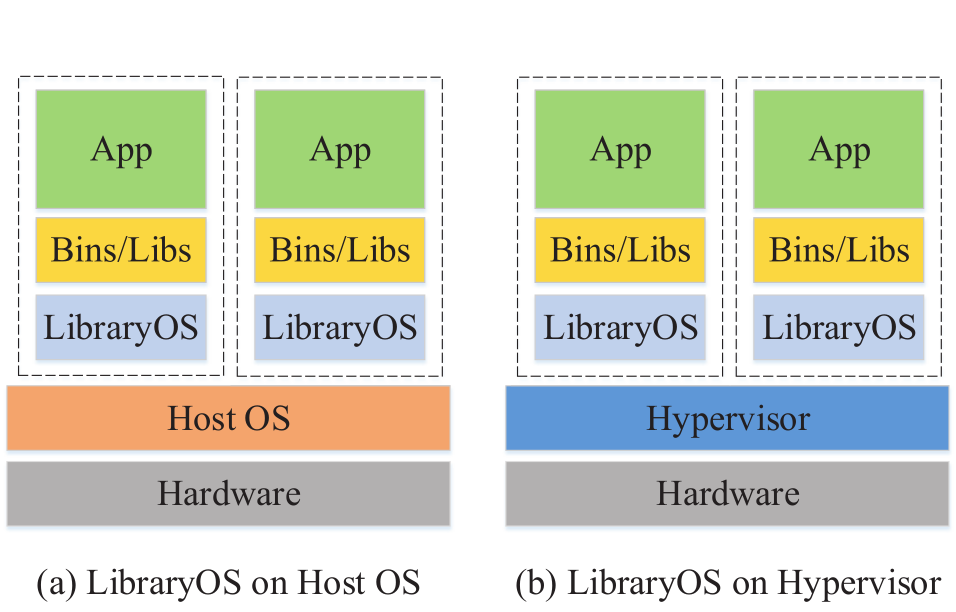 App
App
Bins/Libs
Bins/Libs
LibraryOS
LibraryOS
Host OS
Hardware
(a) LibraryOS on Host OS
App
App
Bins/Libs
Bins/Libs
LibraryOS
LibraryOS
Hypervisor
Hardware
(b) LibraryOS on Hypervisor